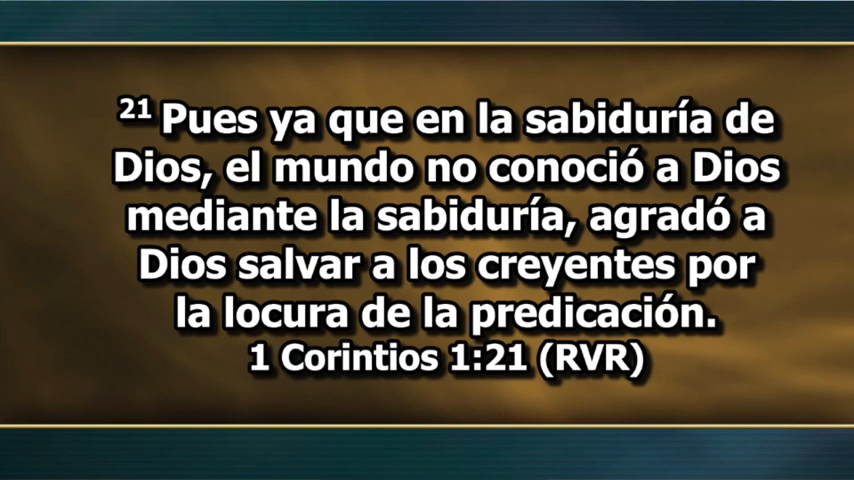 21 Pues ya que en la sabiduría de
Dios, el mundo no conoció a Dios
mediante la sabiduría, agradó a
Dios salvar a los creyentes por
la locura de la predicación.
1 Corintios 1:21 (RVR)